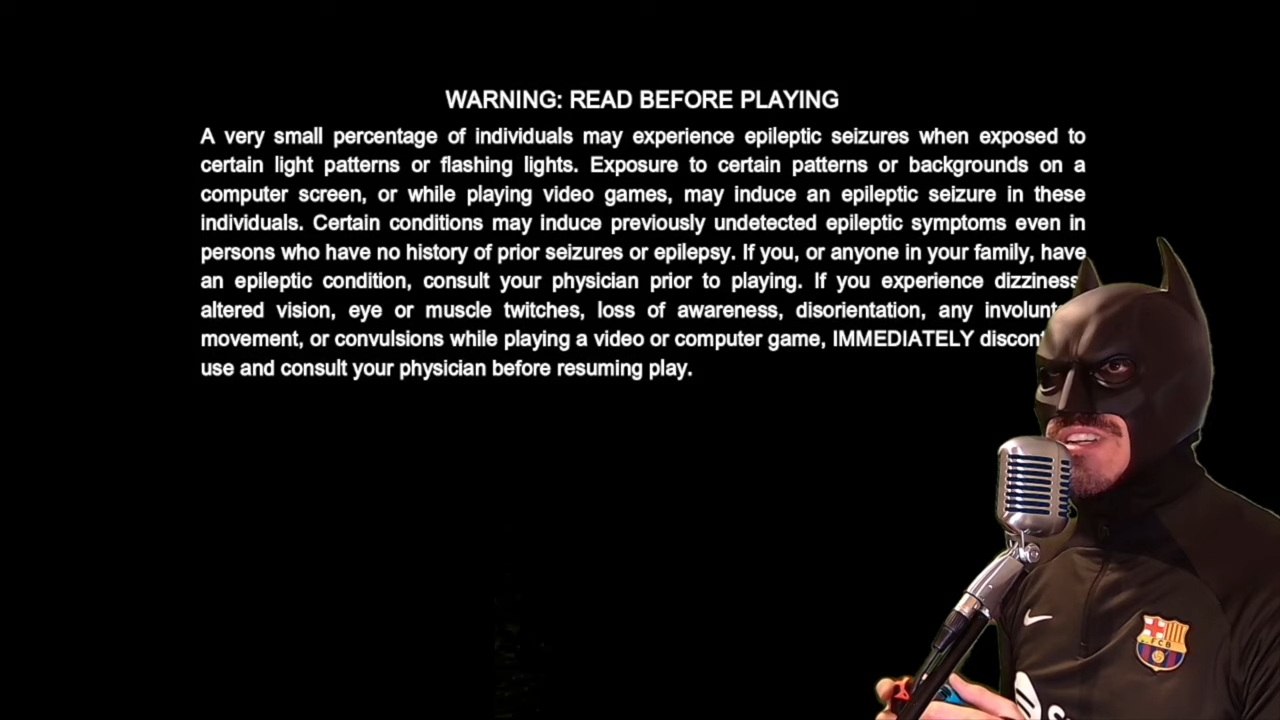 WARNING: READ BEFORE PLAYING
A very small percentage of individuals may experience epileptic seizures when exposed to
certain light patterns or flashing lights. Exposure to certain patterns or backgrounds on a
computer screen, or while playing video games, may induce an epileptic seizure in these
individuals. Certain conditions may induce previously undetected epileptic symptoms even in
persons who have no history of prior seizures or epilepsy. If you, or anyone in your family, have
an epileptic condition, consult your physician prior to playing. If you experience dizziness
altered vision, eye or muscle twitches, loss of awareness, disorientation, any
movement, or convulsions while playing a video or computer game, IMMEDIATELY
use and consult your physician before resuming play.
FCB